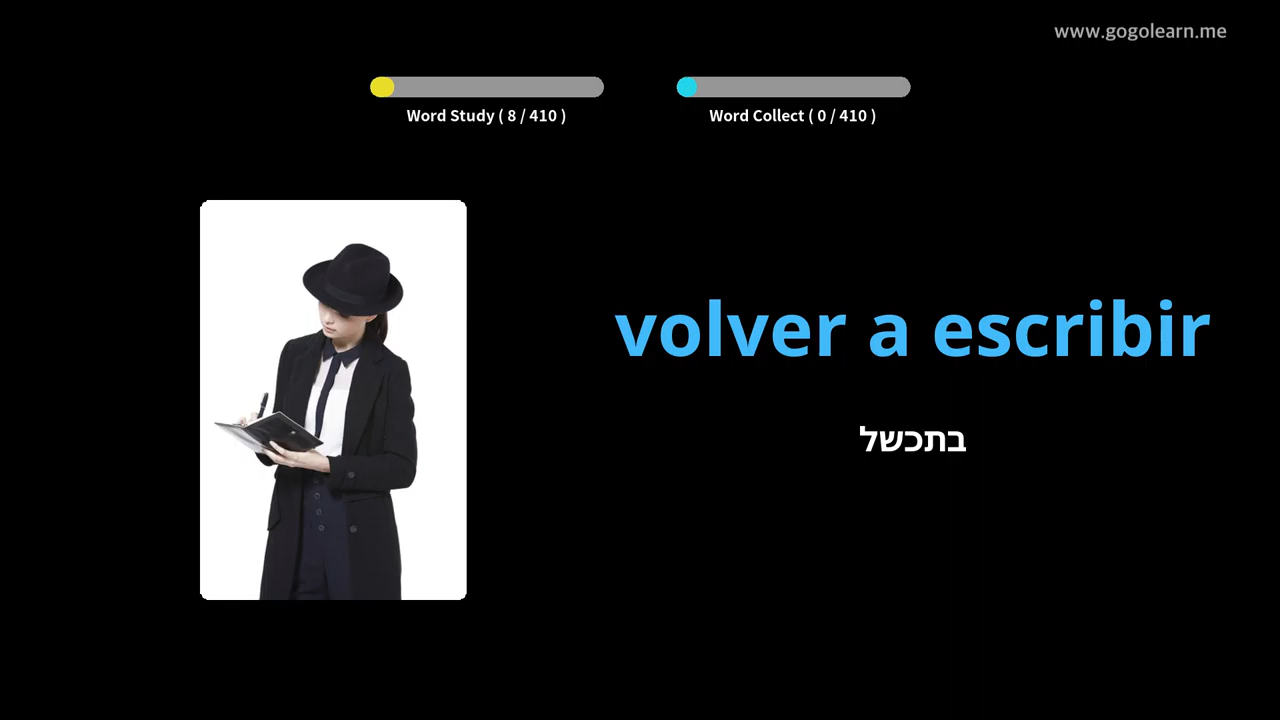 www.gogolearn.me
Word Study ( 8 / 410 )
Word Collect ( 0 / 410 )
volver a escribir
בתכשל